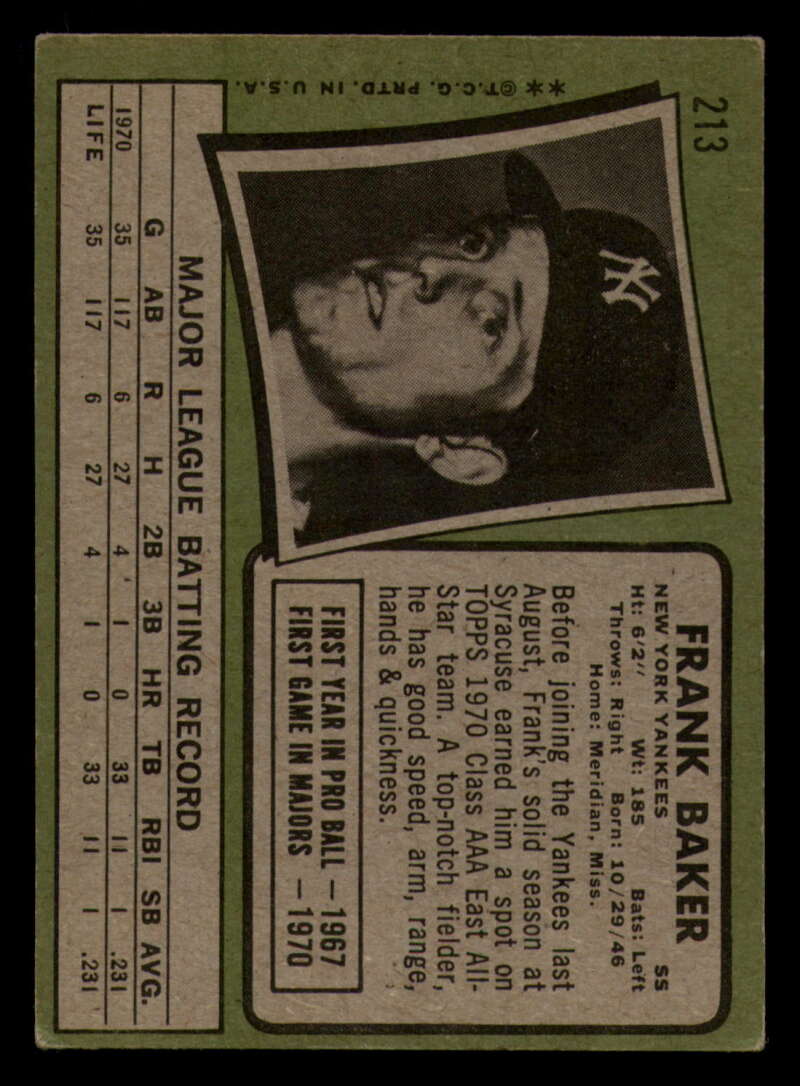 213
**©T.C.G. PRTD. IN U.S.A.
NY
FRANK BAKER
NEW YORK YANKEES SS
Ht: 6'2" Wt: 185 Bats: Left
Throws: Right Born: 10/29/46
Home: Meridian, Miss.
Before joining the Yankees last
August, Frank's solid season at
Syracuse earned him a spot on
TOPPS 1970 Class AAA East All-
Star team. A top-notch fielder,
he has good speed, arm, range,
hands & quickness.
FIRST YEAR IN PRO BALL — 1967
FIRST GAME IN MAJORS — 1970
MAJOR LEAGUE BATTING RECORD
G AB R H 2B 3B HR TB RBI SB AVG.
1970 35 117 6 27 4 1 0 33 11 1 .231
LIFE 35 117 6 27 4 1 0 33 11 1 .231